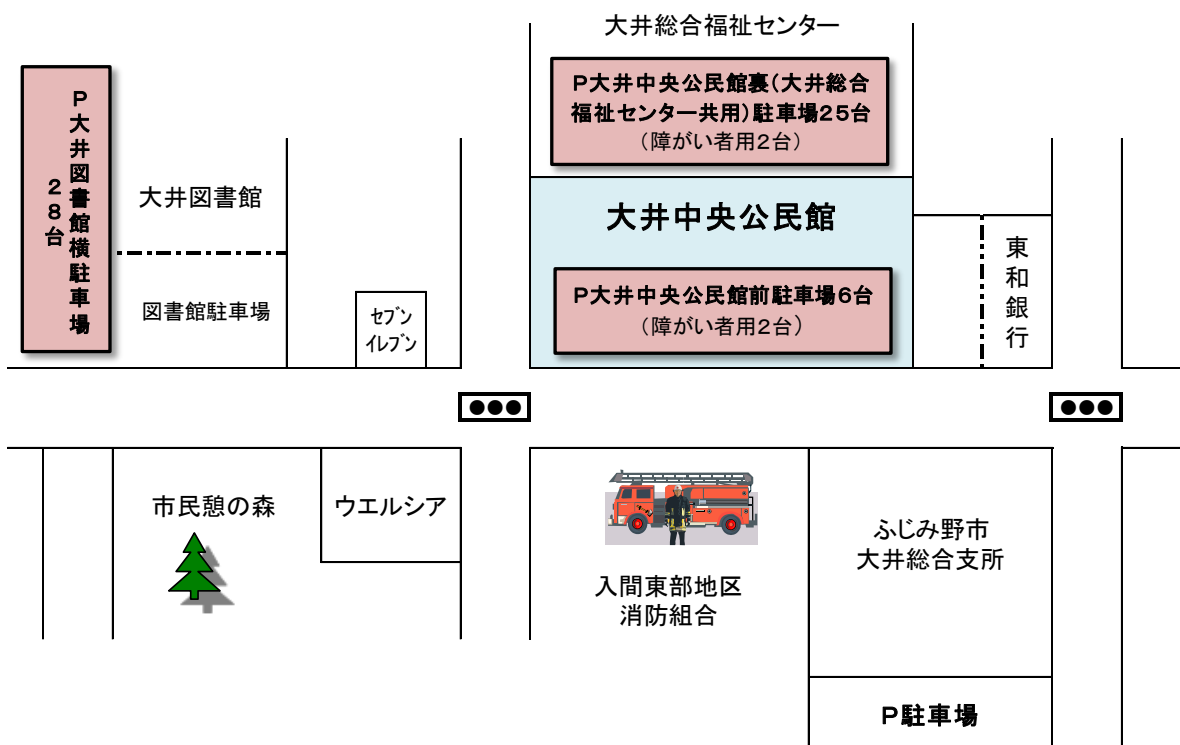 大井総合福祉センター
P大井中央公民館裏(大井総合
福祉センター共用)駐車場25台
(障がい者用2台)
P大井図書館横駐車場
28台
大井図書館
図書館駐車場
セブン
イレブン
大井中央公民館
P大井中央公民館前駐車場6台
(障がい者用2台)
東和銀行
市民憩の森
ウエルシア
入間東部地区
消防組合
ふじみ野市
大井総合支所
P駐車場